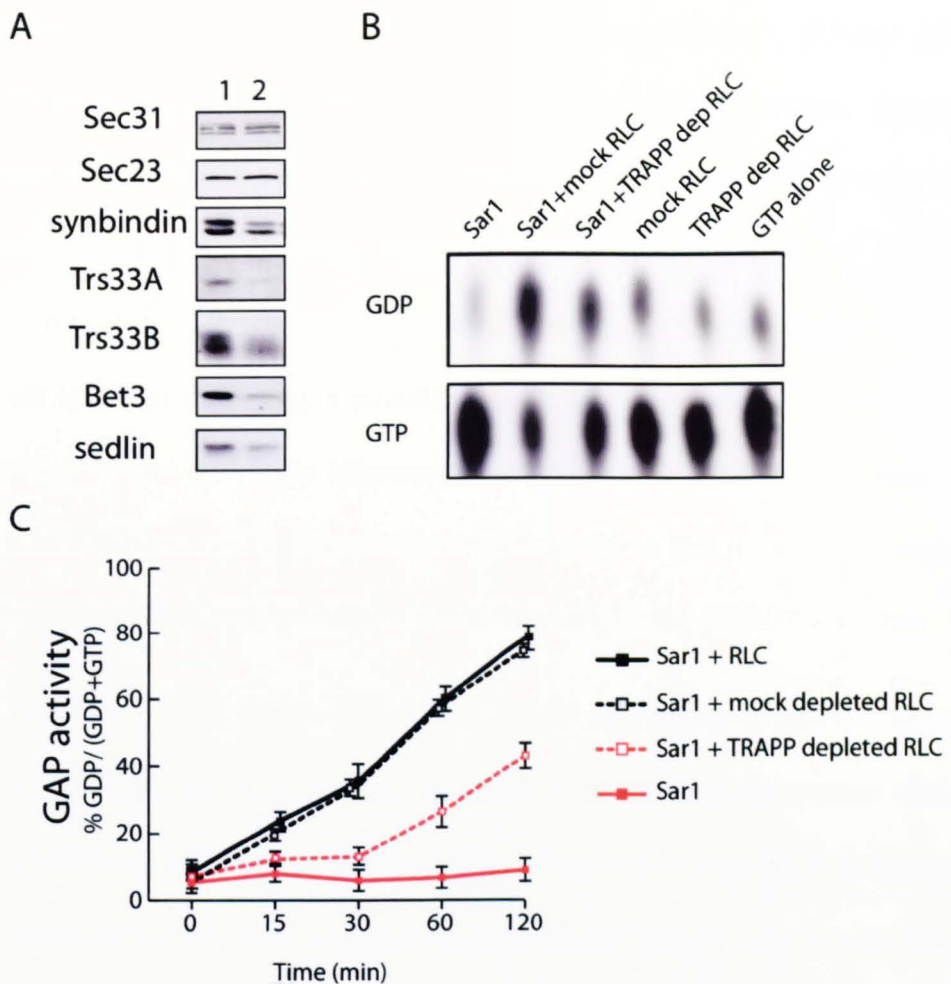 A
1 2
Sec31
Sec23
synbindin
Trs33A
Trs33B
Bet3
sedlin
B
Sar1
Sar1+mock RLC
Sar1+TRAPP dep RLC
mock RLC
TRAPP dep RLC
GTP alone
GDP
GTP
C
GAP activity
% GDP/ (GDP+GTP)
100
80
60
40
20
0
0 15 30 60 120
Time (min)
Sar1 + RLC
Sar1 + mock depleted RLC
Sar1 + TRAPP depleted RLC
Sar1